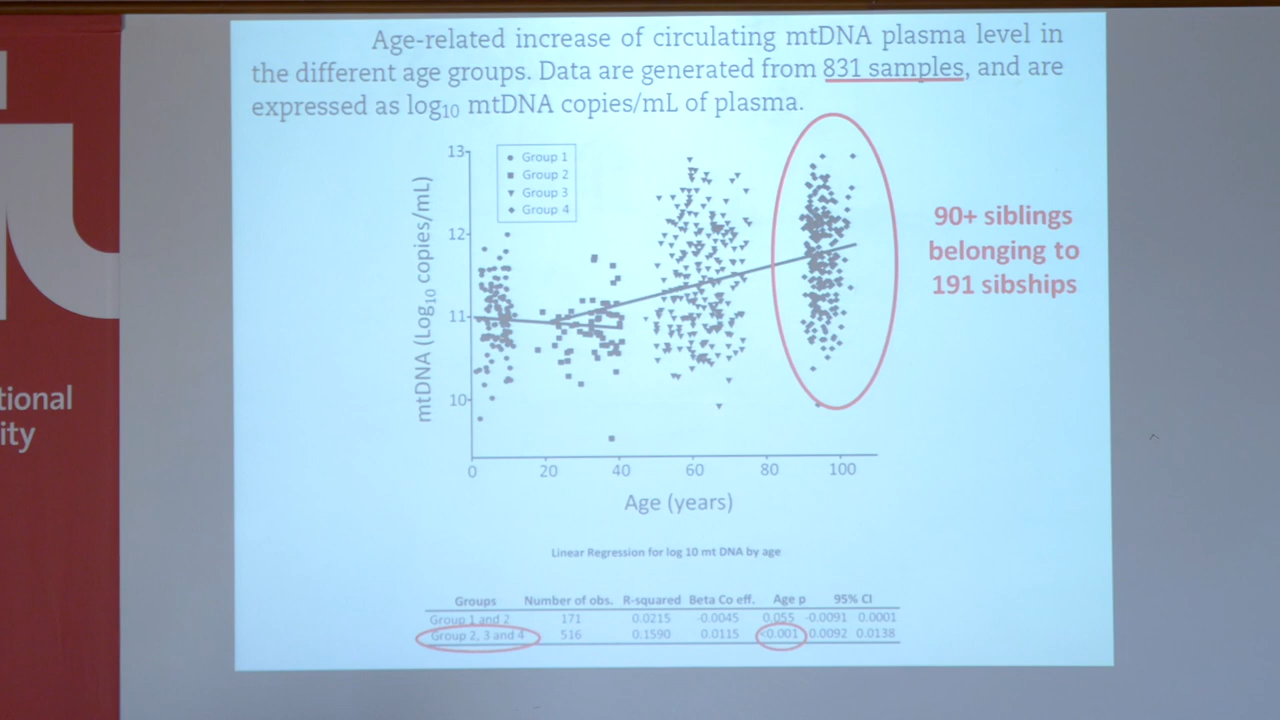 Age-related increase of circulating mtDNA plasma level in
the different age groups. Data are generated from 831 samples, and are
expressed as log10 mtDNA copies/mL of plasma.
13
12
11
10
mtDNA (Log10 copies/mL)
Group 1
Group 2
Group 3
Group 4
0 20 40 60 80 100
Age (years)
90+ siblings
belonging to
191 sibships
Linear Regression for log 10 mt DNA by age
Groups Number of obs. R-squared Beta Co eff. Age p 95% CI
Group 1 and 2 171 0.0215 -0.0045 0.055 -0.0091 0.0001
Group 2, 3 and 4 516 0.1590 0.0115 <0.001 0.0092 0.0138
tional
ity